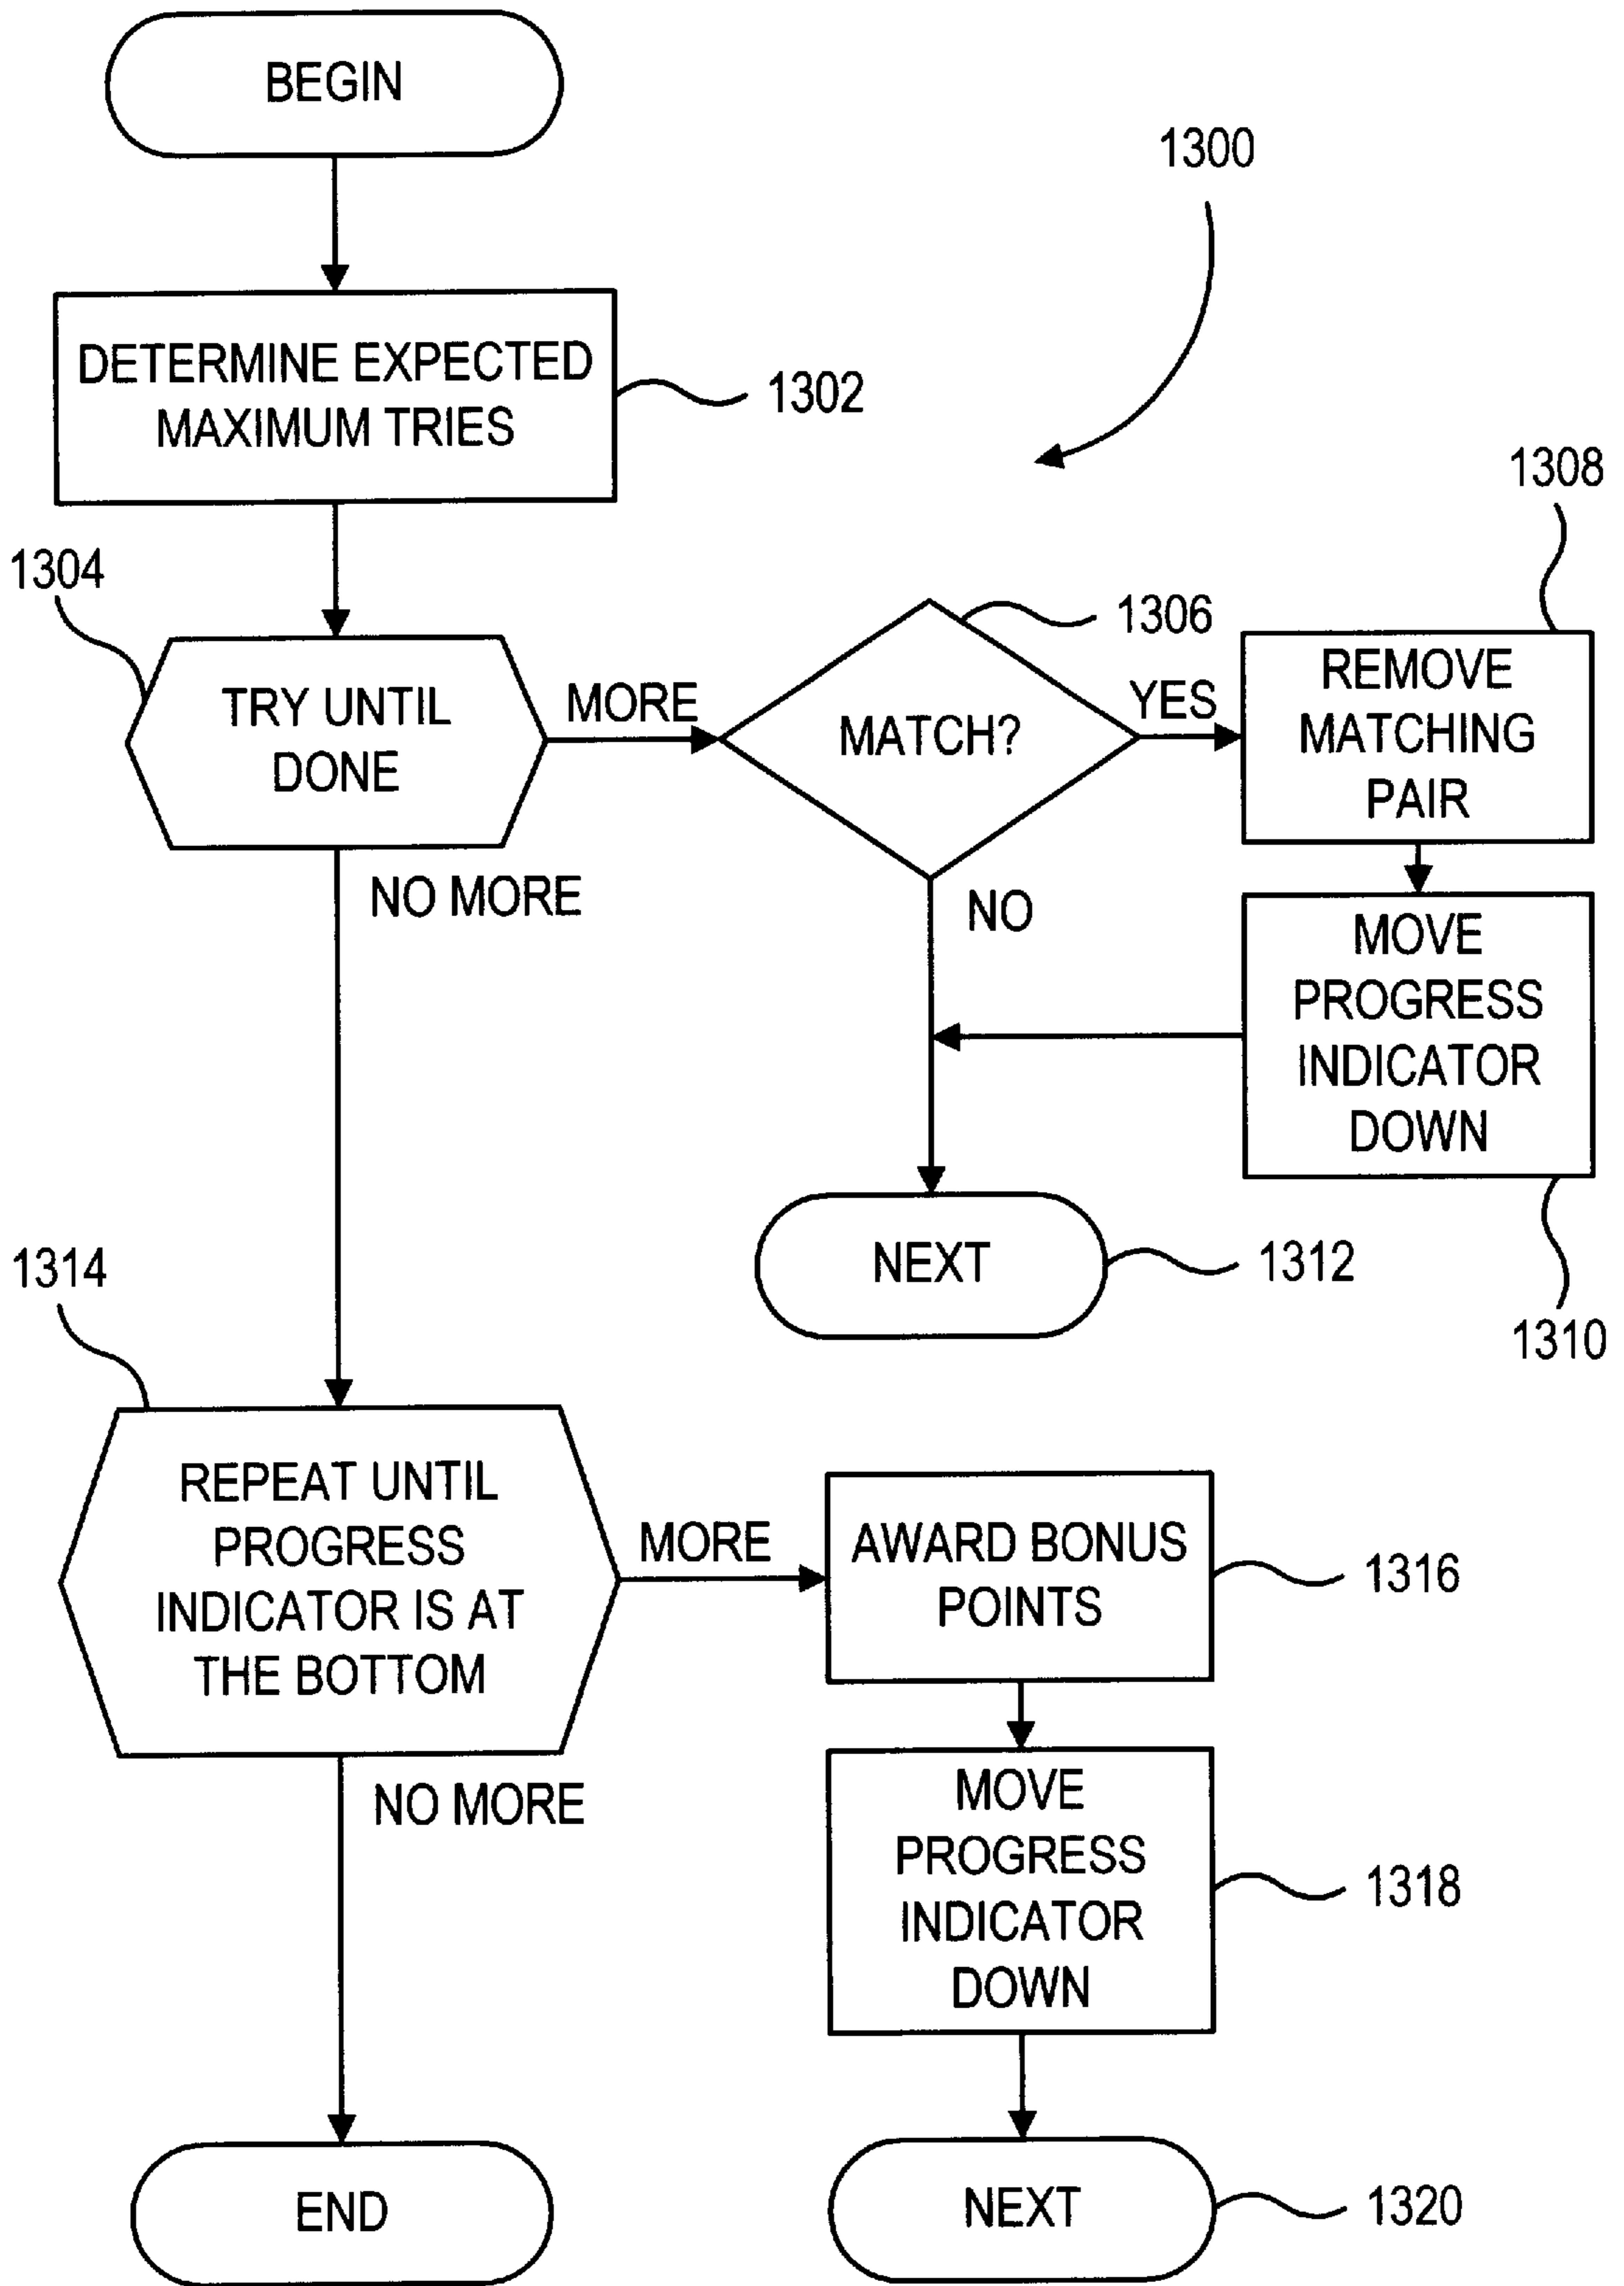 BEGIN
1300
DETERMINE EXPECTED
MAXIMUM TRIES
1302
1304
TRY UNTIL
DONE
MORE
NO MORE
1306
MATCH?
YES
NO
1308
REMOVE
MATCHING
PAIR
MOVE
PROGRESS
INDICATOR
DOWN
1310
NEXT
1312
1314
REPEAT UNTIL
PROGRESS
INDICATOR IS AT
THE BOTTOM
MORE
NO MORE
AWARD BONUS
POINTS
1316
MOVE
PROGRESS
INDICATOR
DOWN
1318
END
NEXT
1320